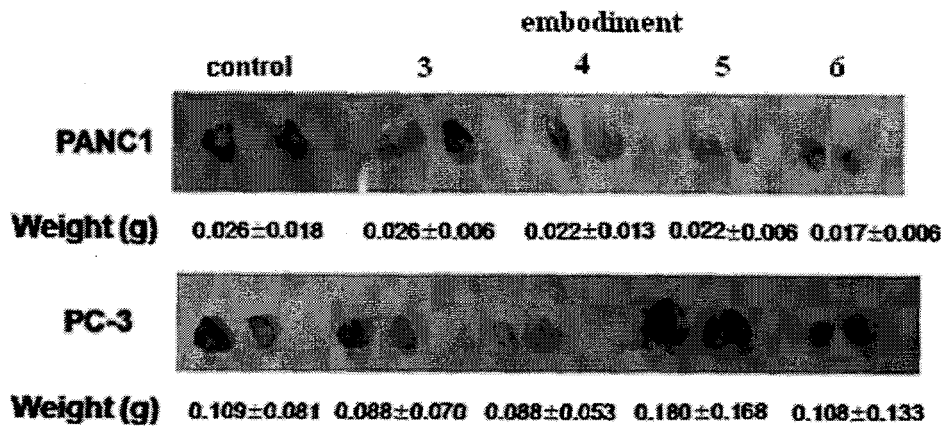 embodiment
control 3 4 5 6
PANC1
Weight (g) 0.026±0.018 0.026±0.006 0.022±0.013 0.022±0.006 0.017±0.006
PC-3
Weight (g) 0.109±0.081 0.088±0.070 0.088±0.053 0.180±0.168 0.108±0.133